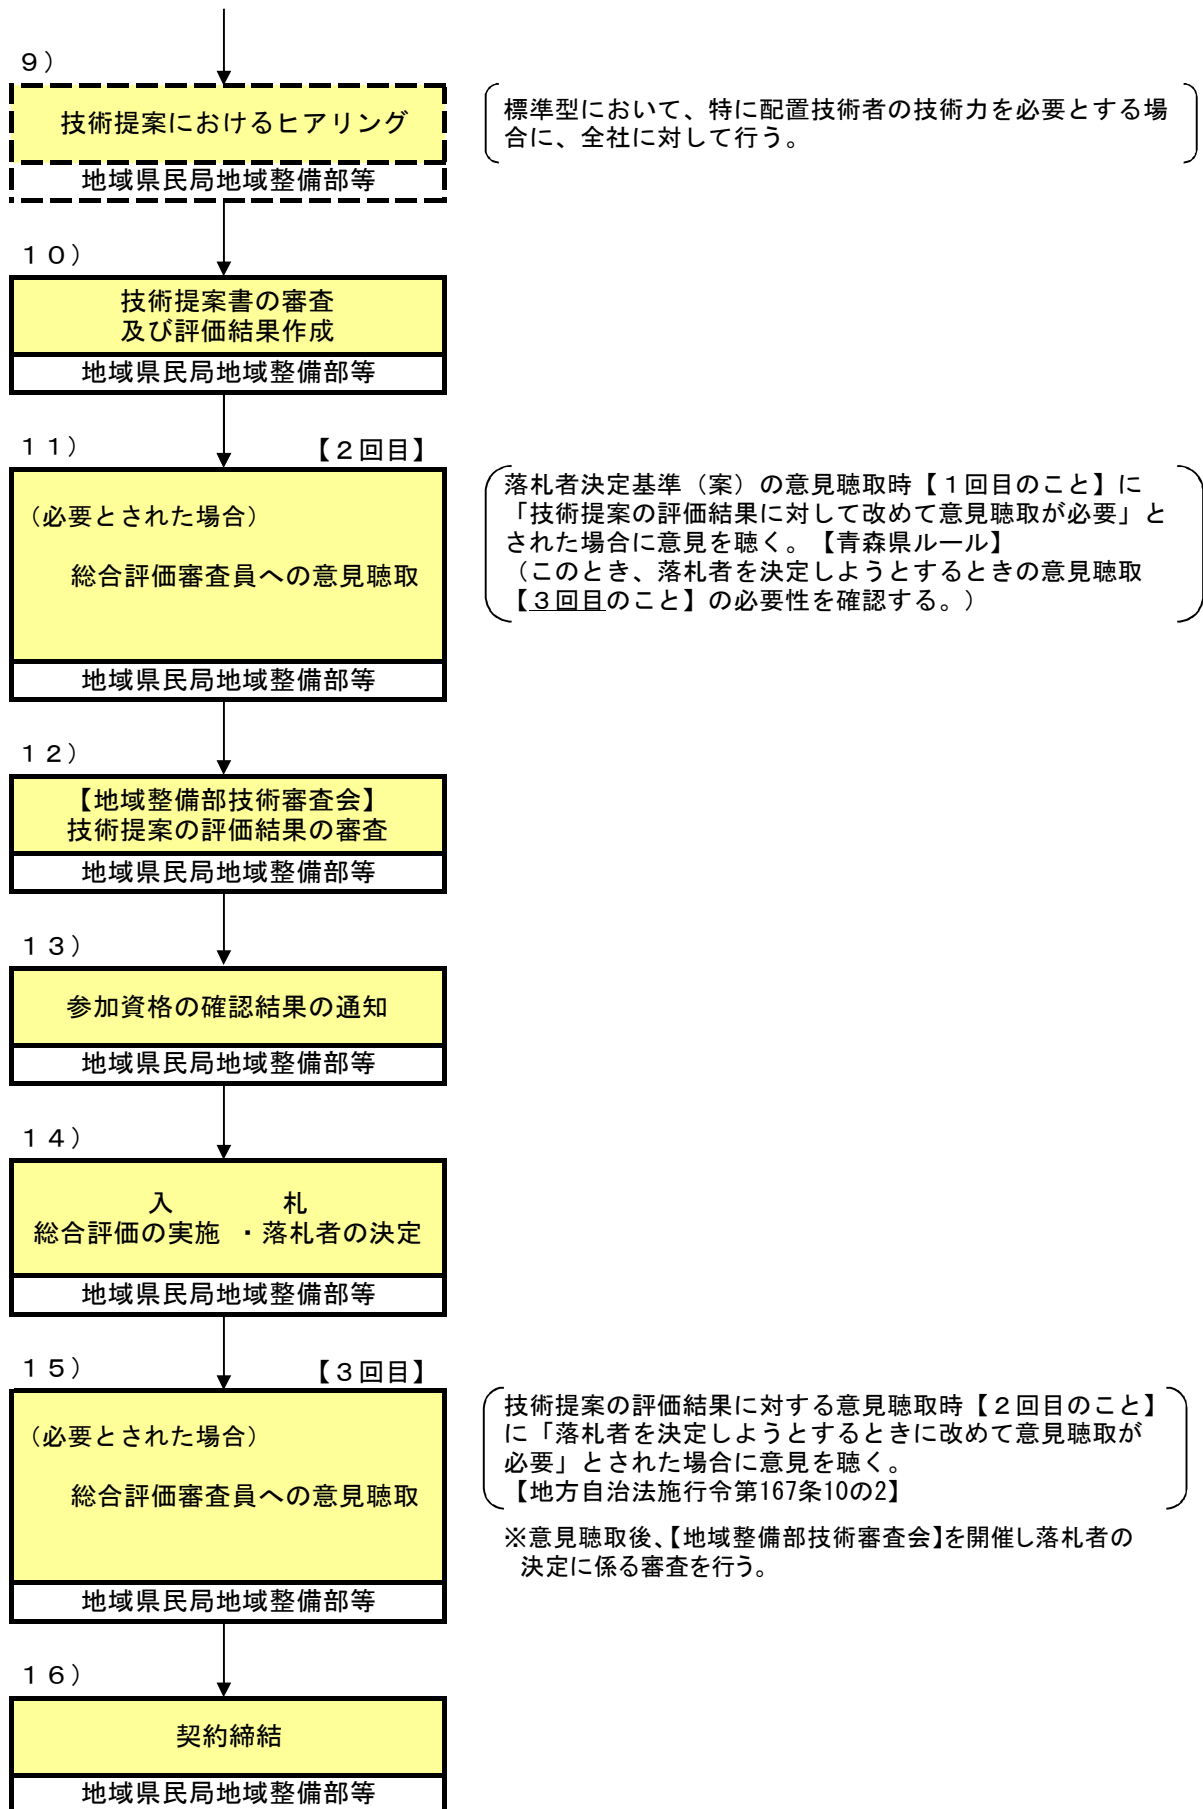 ９）
技術提案におけるヒアリング
地域県民局地域整備部等
標準型において、特に配置技術者の技術力を必要とする場
合に、全社に対して行う。
１０）
技術提案書の審査
及び評価結果作成
地域県民局地域整備部等
１１）
【２回目】
（必要とされた場合）
総合評価審査員への意見聴取
地域県民局地域整備部等
落札者決定基準（案）の意見聴取時【１回目のこと】に
「技術提案の評価結果に対して改めて意見聴取が必要」と
された場合に意見を聴く。【青森県ルール】
（このとき、落札者を決定しようとするときの意見聴取
【３回目のこと】の必要性を確認する。）
１２）
【地域整備部技術審査会】
技術提案の評価結果の審査
地域県民局地域整備部等
１３）
参加資格の確認結果の通知
地域県民局地域整備部等
１４）
入　　　　札
総合評価の実施　・落札者の決定
地域県民局地域整備部等
１５）
【３回目】
（必要とされた場合）
総合評価審査員への意見聴取
地域県民局地域整備部等
技術提案の評価結果に対する意見聴取時【２回目のこと】
に「落札者を決定しようとするときに改めて意見聴取が
必要」とされた場合に意見を聴く。
【地方自治法施行令第167条10の2】
※意見聴取後、【地域整備部技術審査会】を開催し落札者の
決定に係る審査を行う。
１６）
契約締結
地域県民局地域整備部等